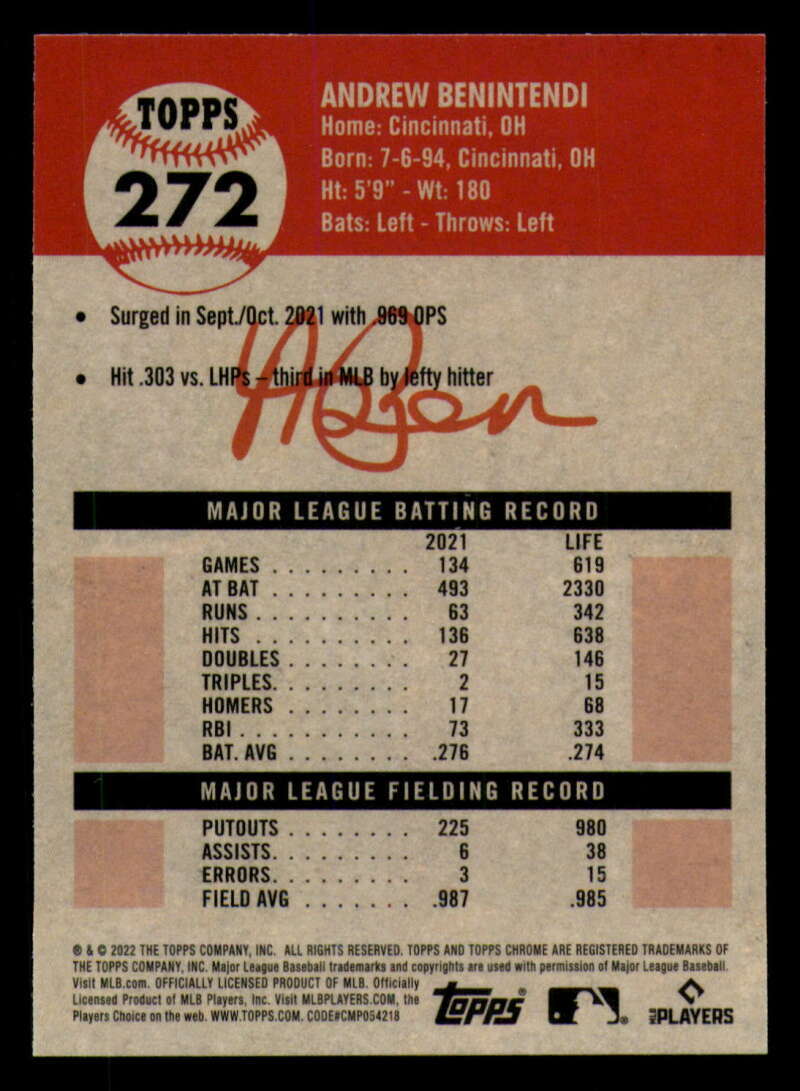 TOPPS
272
ANDREW BENINTENDI
Home: Cincinnati, OH
Born: 7-6-94, Cincinnati, OH
Ht: 5'9" - Wt: 180
Bats: Left - Throws: Left
• Surged in Sept./Oct. 2021 with .969 OPS
• Hit .303 vs. LHPs – third in MLB by lefty hitter
MAJOR LEAGUE BATTING RECORD
2021 LIFE
GAMES . . . . . . . . . 134 619
AT BAT . . . . . . . . . 493 2330
RUNS . . . . . . . . . . 63 342
HITS . . . . . . . . . . 136 638
DOUBLES . . . . . . . . 27 146
TRIPLES. . . . . . . . . 2 15
HOMERS . . . . . . . . 17 68
RBI . . . . . . . . . . . 73 333
BAT. AVG . . . . . . . . .276 .274
MAJOR LEAGUE FIELDING RECORD
PUTOUTS . . . . . . . . 225 980
ASSISTS. . . . . . . . . 6 38
ERRORS. . . . . . . . . 3 15
FIELD AVG . . . . . . . .987 .985
® & © 2022 THE TOPPS COMPANY, INC. ALL RIGHTS RESERVED. TOPPS AND TOPPS CHROME ARE REGISTERED TRADEMARKS OF
THE TOPPS COMPANY, INC. Major League Baseball trademarks and copyrights are used with permission of Major League Baseball.
Visit MLB.com. OFFICIALLY LICENSED PRODUCT OF MLB. Officially
Licensed Product of MLB Players, Inc. Visit MLBPLAYERS.COM, the
Players Choice on the web. WWW.TOPPS.COM. CODE#CMP054218
Topps®
MLB PLAYERS